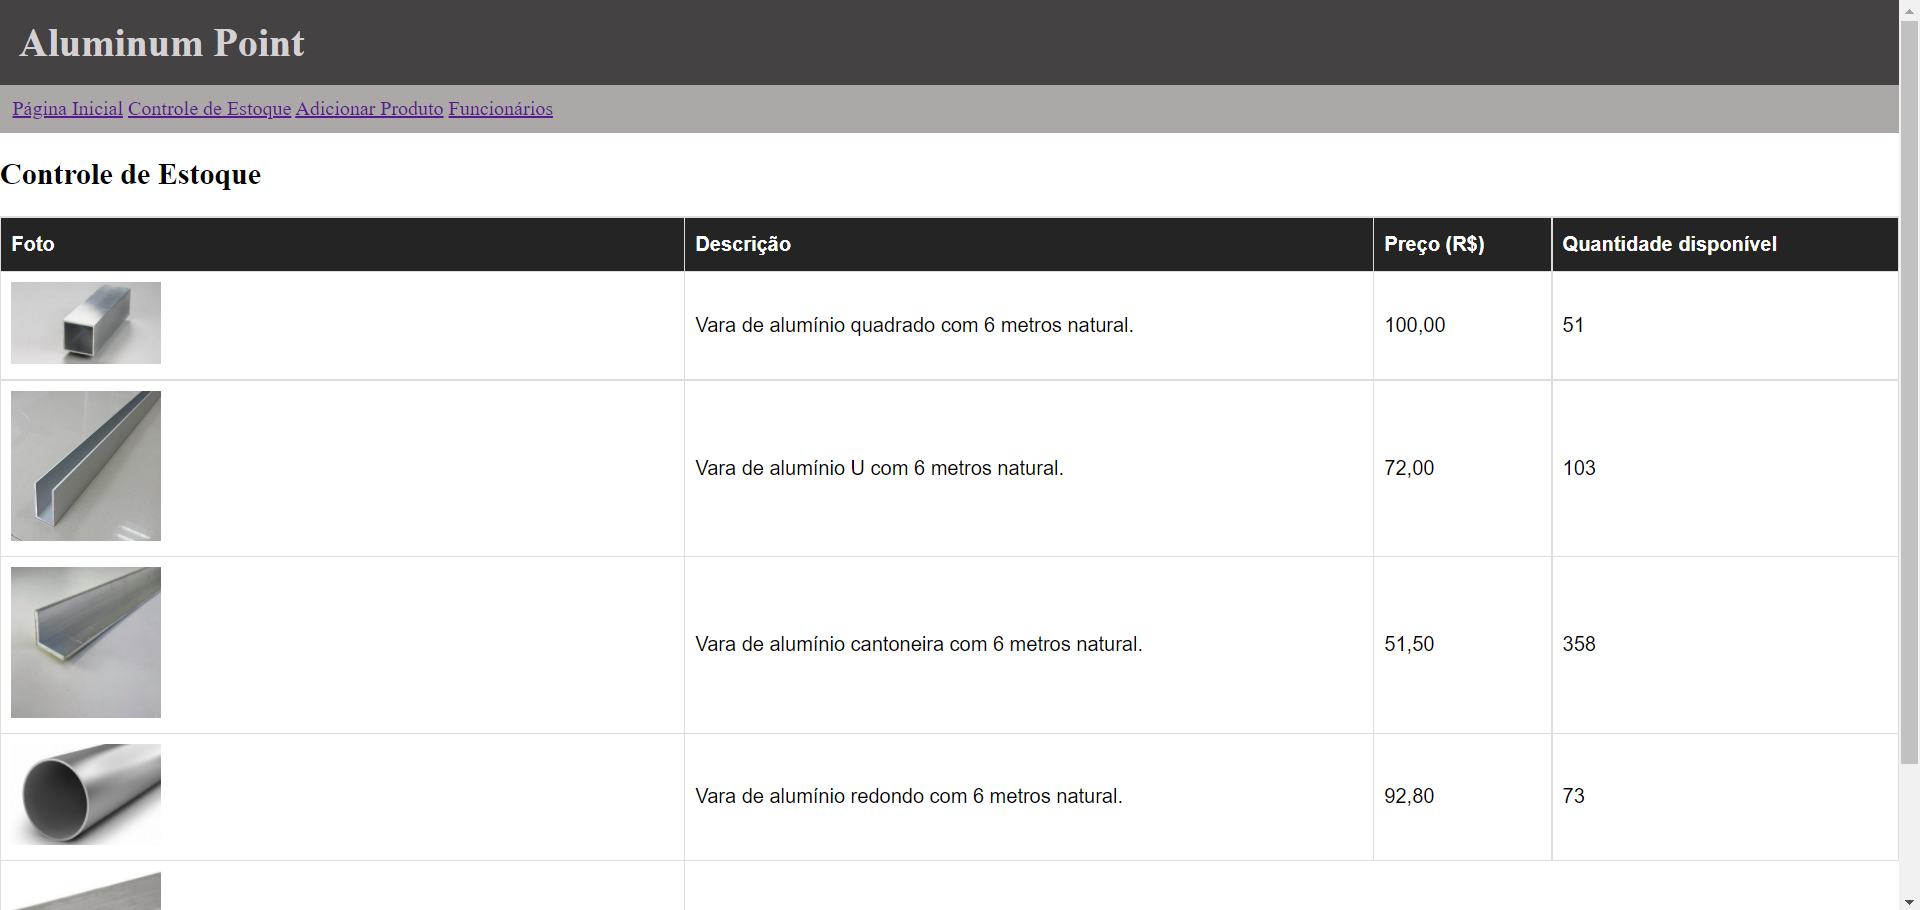 Aluminum Point
Página Inicial Controle de Estoque Adicionar Produto Funcionários
Controle de Estoque
Foto Descrição Preço (R$) Quantidade disponível
Vara de alumínio quadrado com 6 metros natural. 100,00 51
Vara de alumínio U com 6 metros natural. 72,00 103
Vara de alumínio cantoneira com 6 metros natural. 51,50 358
Vara de alumínio redondo com 6 metros natural. 92,80 73